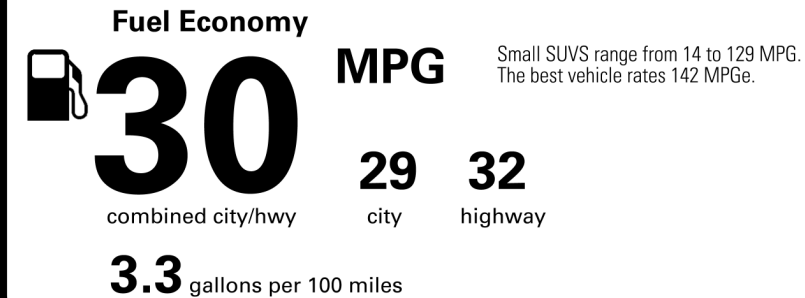 Fuel Economy
30
MPG
Small SUVS range from 14 to 129 MPG.
The best vehicle rates 142 MPGe.
29 32
combined city/hwy city highway
3.3 gallons per 100 miles